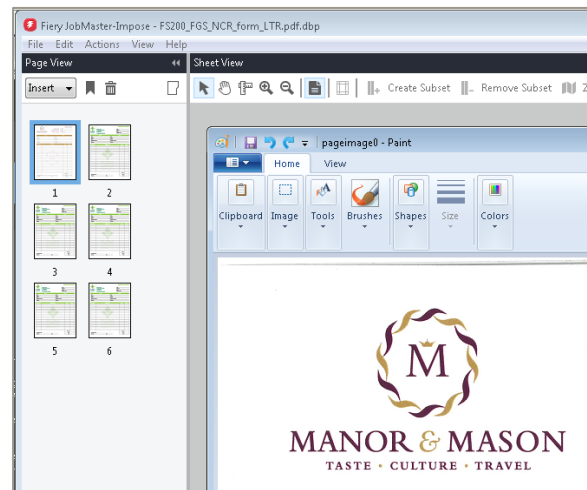 Fiery JobMaster-Impose - FS200_FGS_NCR_form_LTR.pdf.dbp
File Edit Actions View Help
Page View
Sheet View
Insert
Create Subset
Remove Subset
2
pageimage0 - Paint
Home View
Clipboard Image Tools Brushes Shapes Size Colors
1 2
3 4
5 6
M
MANOR & MASON
TASTE • CULTURE • TRAVEL